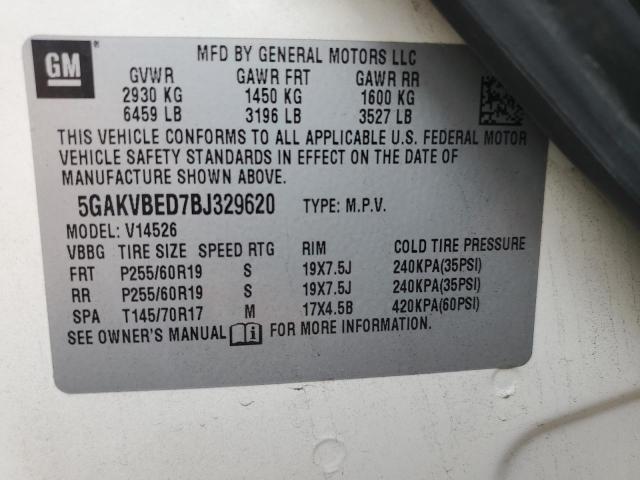 GM ®
MFD BY GENERAL MOTORS LLC
GVWR GAWR FRT GAWR RR
2930 KG 1450 KG 1600 KG
6459 LB 3196 LB 3527 LB
THIS VEHICLE CONFORMS TO ALL APPLICABLE U.S. FEDERAL MOTOR
VEHICLE SAFETY STANDARDS IN EFFECT ON THE DATE OF
MANUFACTURE SHOWN ABOVE.
5GAKVBED7BJ329620 TYPE: M.P.V.
MODEL: V14526
VBBG TIRE SIZE SPEED RTG RIM COLD TIRE PRESSURE
FRT P255/60R19 S 19X7.5J 240KPA(35PSI)
RR P255/60R19 S 19X7.5J 240KPA(35PSI)
SPA T145/70R17 M 17X4.5B 420KPA(60PSI)
SEE OWNER'S MANUAL FOR MORE INFORMATION.